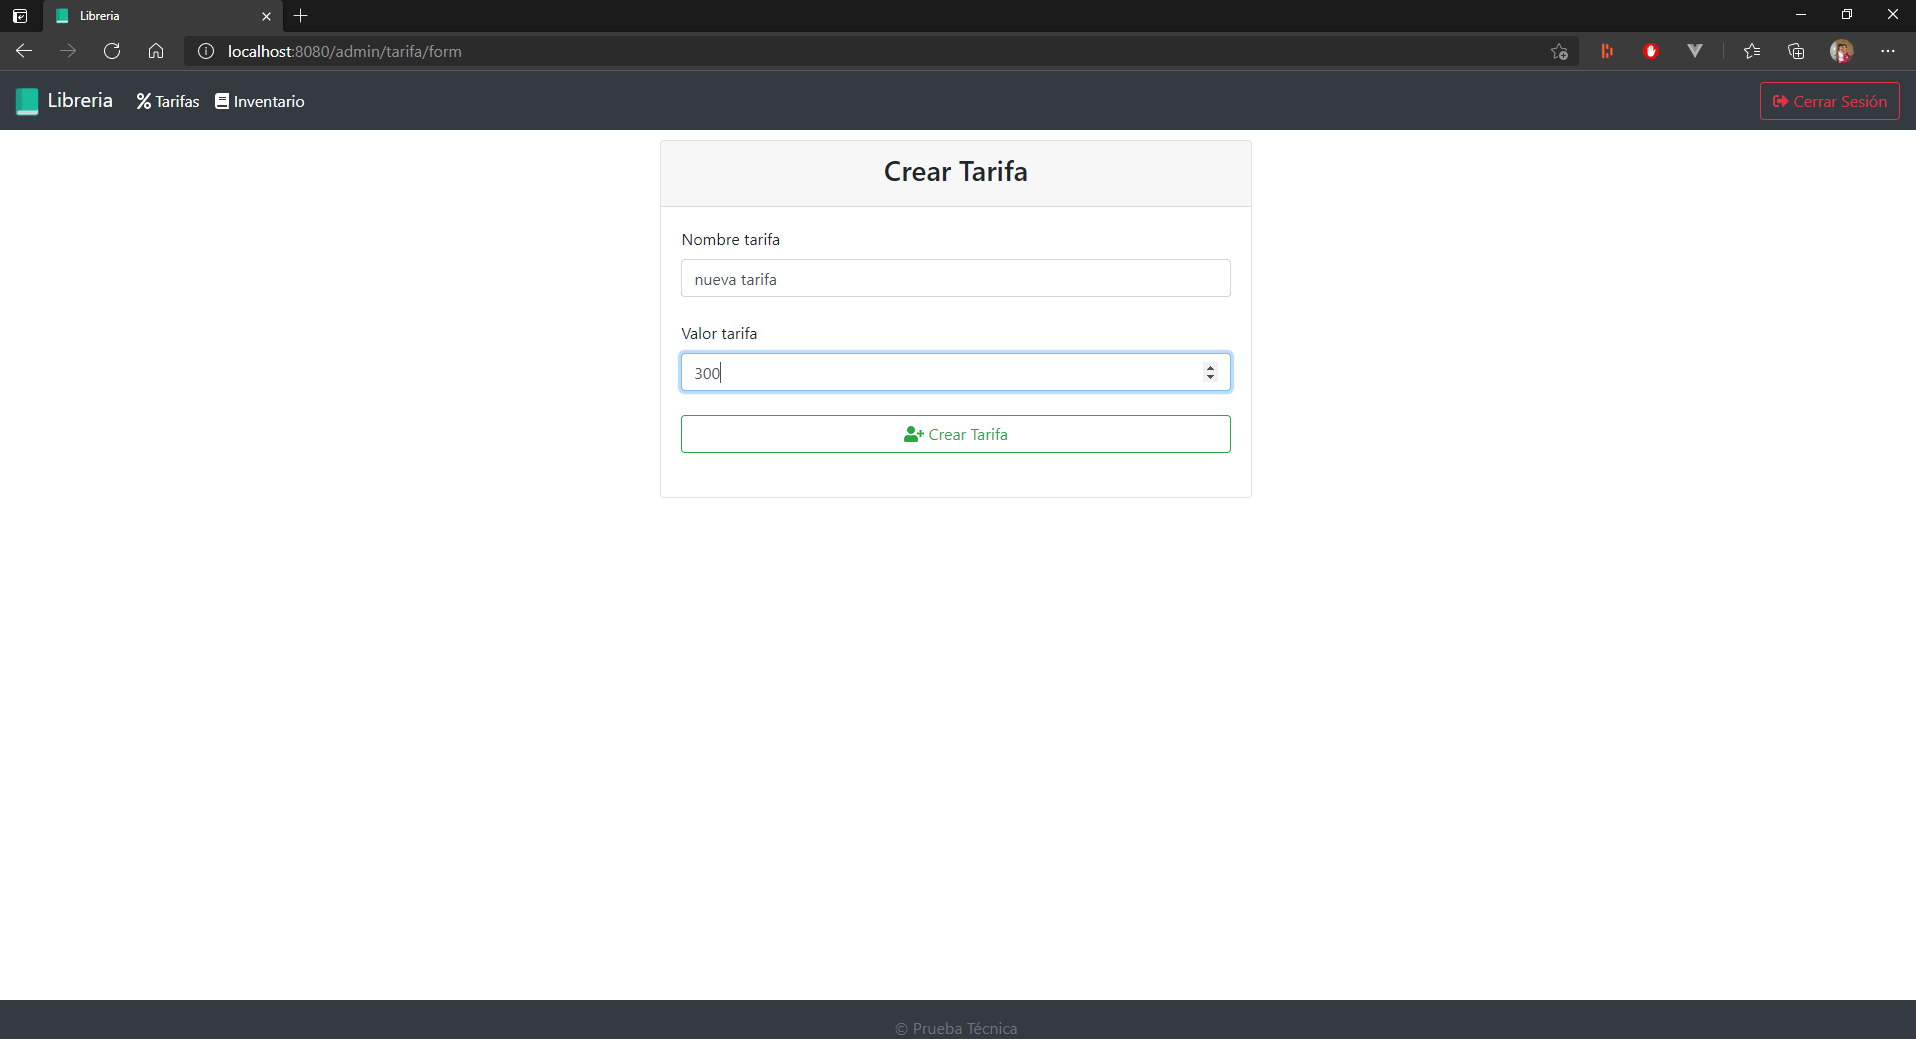 Libreria
localhost:8080/admin/tarifa/form
Libreria
Tarifas
Inventario
Cerrar Sesión
Crear Tarifa
Nombre tarifa
nueva tarifa
Valor tarifa
300
Crear Tarifa
© Prueba Técnica